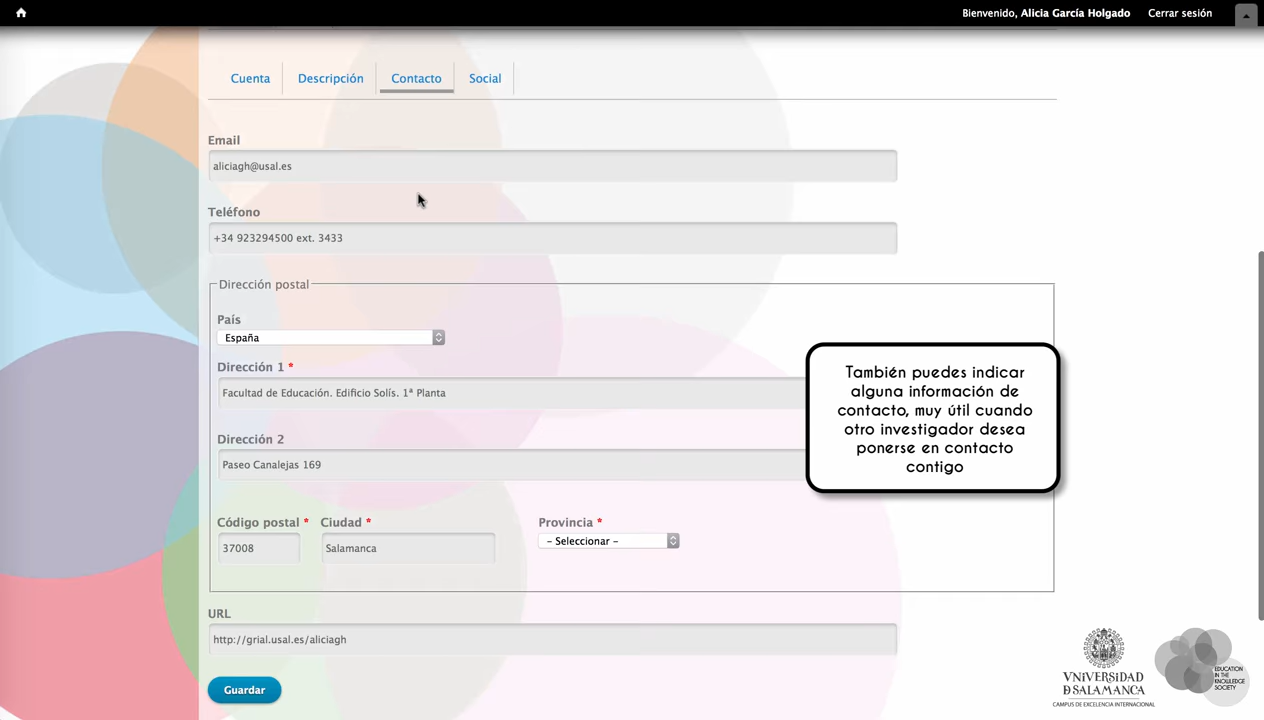 Bienvenido, Alicia García Holgado Cerrar sesión
Cuenta Descripción Contacto Social
Email
aliciagh@usal.es
Teléfono
+34 923294500 ext. 3433
Dirección postal
País
España
Dirección 1 *
Facultad de Educación. Edificio Solís. 1ª Planta
Dirección 2
Paseo Canalejas 169
También puedes indicar
alguna información de
contacto, muy útil cuando
otro investigador desea
ponerse en contacto
contigo
Código postal * Ciudad * Provincia *
37008 Salamanca - Seleccionar -
URL
http://grial.usal.es/aliciagh
Guardar
VNiVERSiDAD
D SALAMANCA
CAMPUS DE EXCELENCIA INTERNACIONAL
EDUCATION
IN THE
KNOWLEDGE
SOCIETY